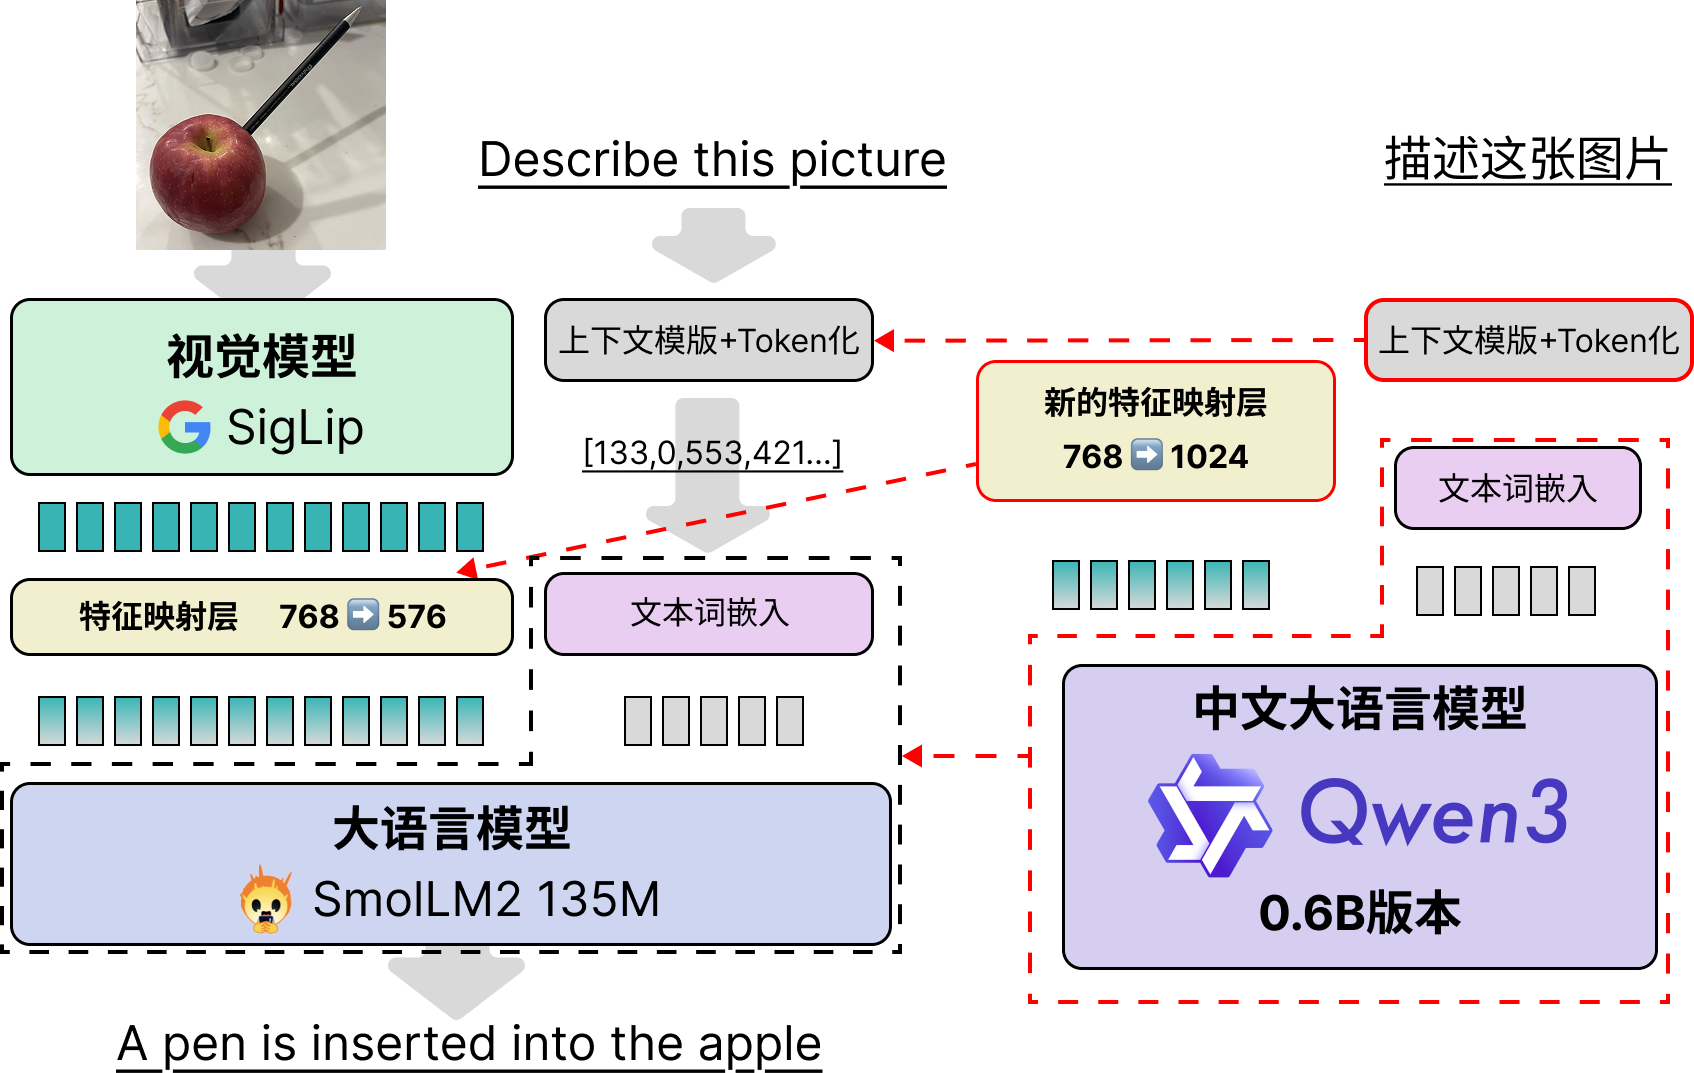 Describe this picture
描述这张图片
视觉模型
SigLip
上下文模版+Token化
上下文模版+Token化
新的特征映射层
768➡️1024
[133,0,553,421...]
文本词嵌入
特征映射层 768➡️576
文本词嵌入
大语言模型
SmolLM2 135M
中文大语言模型
Qwen3
0.6B版本
A pen is inserted into the apple